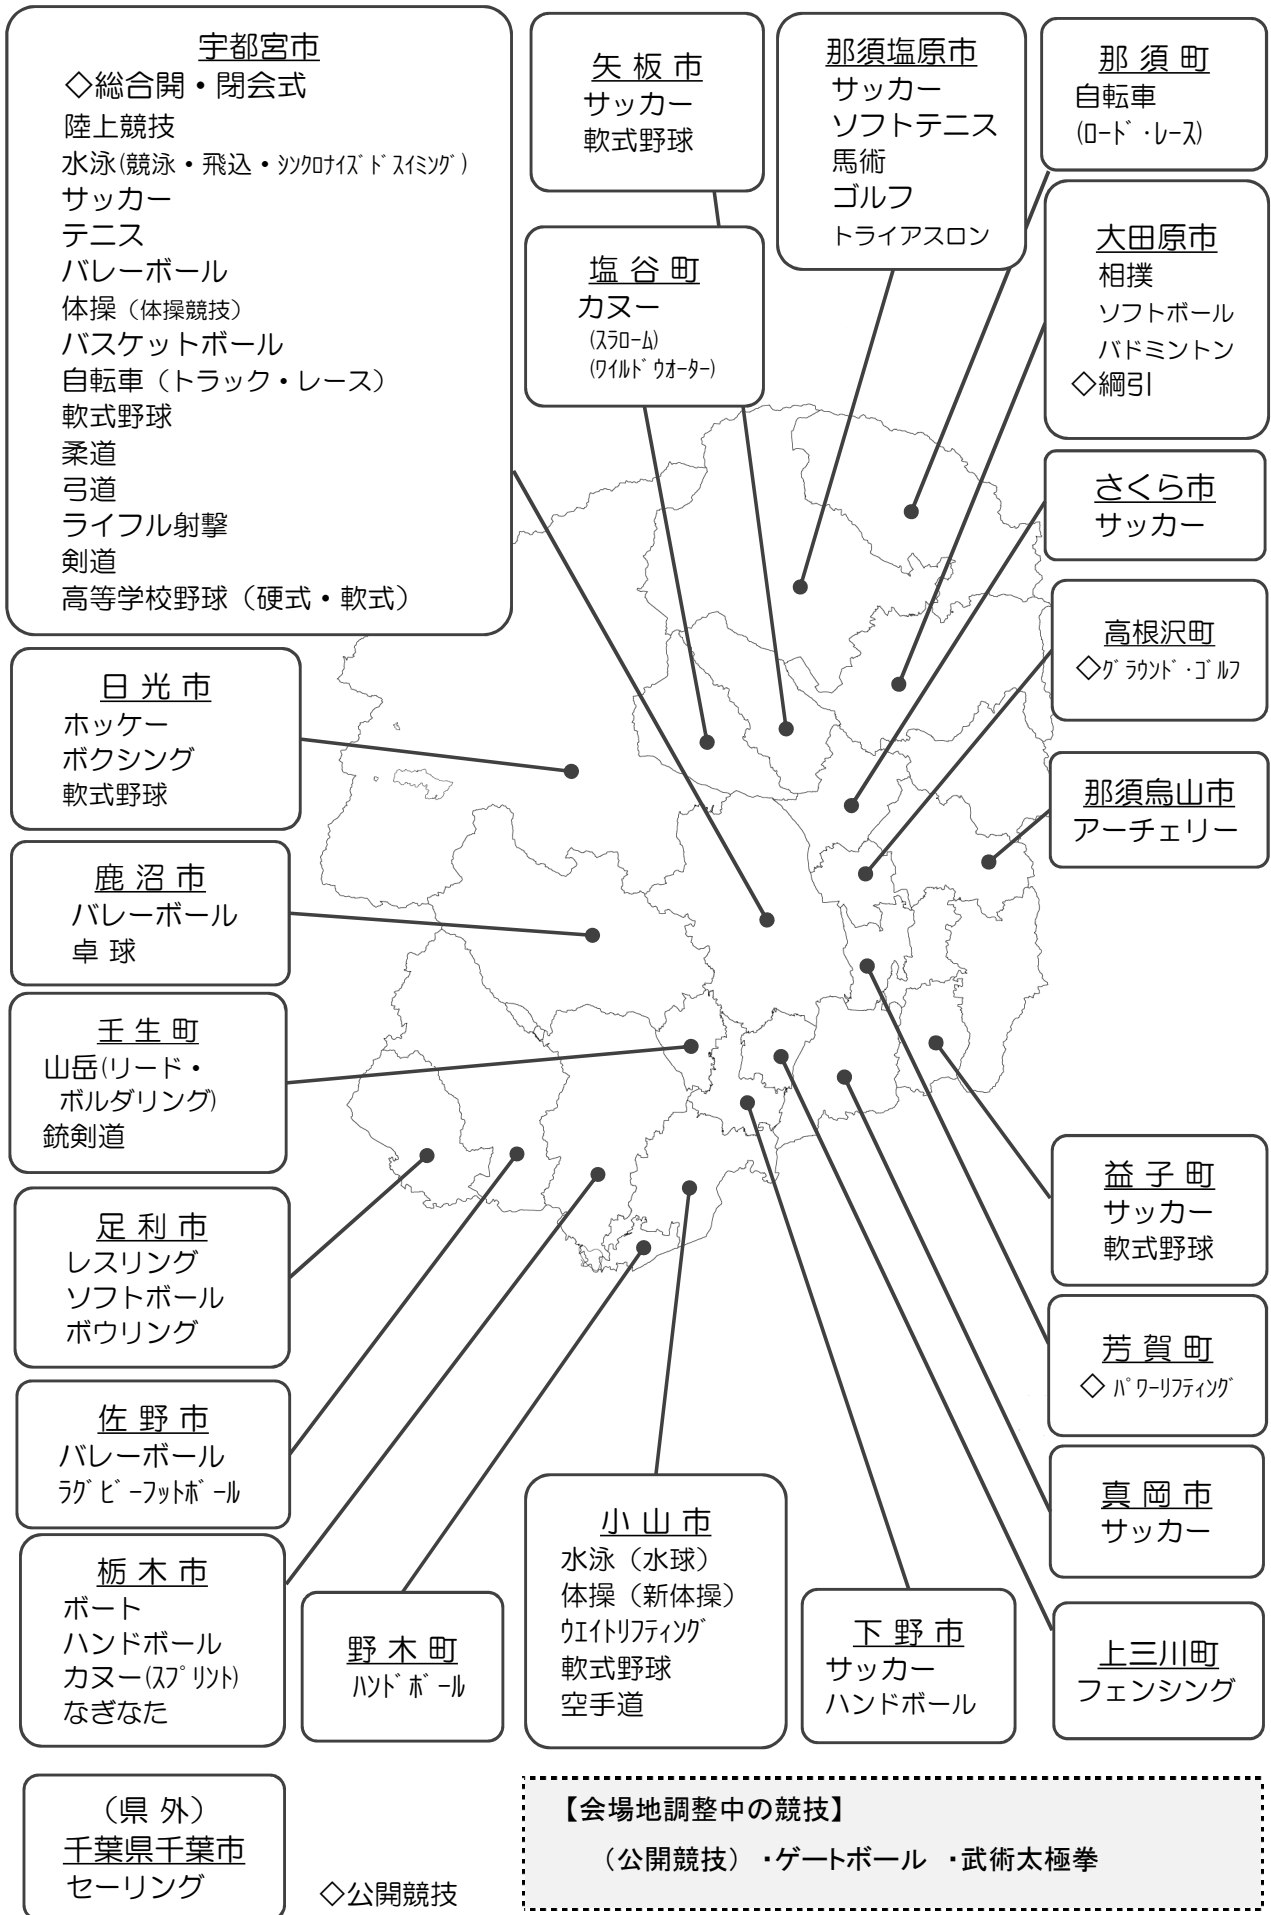 宇都宮市
◇総合開・閉会式
陸上競技
水泳(競泳・飛込・ｼﾝｸﾛﾅｲｽﾞﾄﾞｽｲﾐﾝｸﾞ)
サッカー
テニス
バレーボール
体操（体操競技）
バスケットボール
自転車（トラック・レース）
軟式野球
柔道
弓道
ライフル射撃
剣道
高等学校野球（硬式・軟式）
矢 板 市
サッカー
軟式野球
那須塩原市
サッカー
ソフトテニス
馬術
ゴルフ
トライアスロン
那 須 町
自転車
(ﾛｰﾄﾞ・ﾚｰｽ)
塩 谷 町
カヌー
(ｽﾗﾛｰﾑ)
(ﾜｲﾙﾄﾞｳｵｰﾀｰ)
大田原市
相撲
ソフトボール
バドミントン
◇綱引
さくら市
サッカー
高根沢町
◇ｸﾞﾗｳﾝﾄﾞ・ｺﾞﾙﾌ
那須烏山市
アーチェリー
日 光 市
ホッケー
ボクシング
軟式野球
鹿 沼 市
バレーボール
卓 球
壬 生 町
山岳(リード・
ボルダリング)
銃剣道
足 利 市
レスリング
ソフトボール
ボウリング
佐 野 市
バレーボール
ﾗｸﾞﾋﾞｰﾌｯﾄﾎﾞｰﾙ
栃 木 市
ボート
ハンドボール
カヌー(ｽﾌﾟﾘﾝﾄ)
なぎなた
野 木 町
ﾊﾝﾄﾞﾎﾞｰﾙ
小 山 市
水泳（水球）
体操（新体操）
ｳｴｲﾄﾘﾌﾃｨﾝｸﾞ
軟式野球
空手道
下 野 市
サッカー
ハンドボール
益 子 町
サッカー
軟式野球
芳 賀 町
◇ﾊﾟﾜｰﾘﾌﾃｨﾝｸﾞ
真 岡 市
サッカー
上三川町
フェンシング
（県 外）
千葉県千葉市
セーリング
◇公開競技
【会場地調整中の競技】
（公開競技）・ゲートボール ・武術太極拳